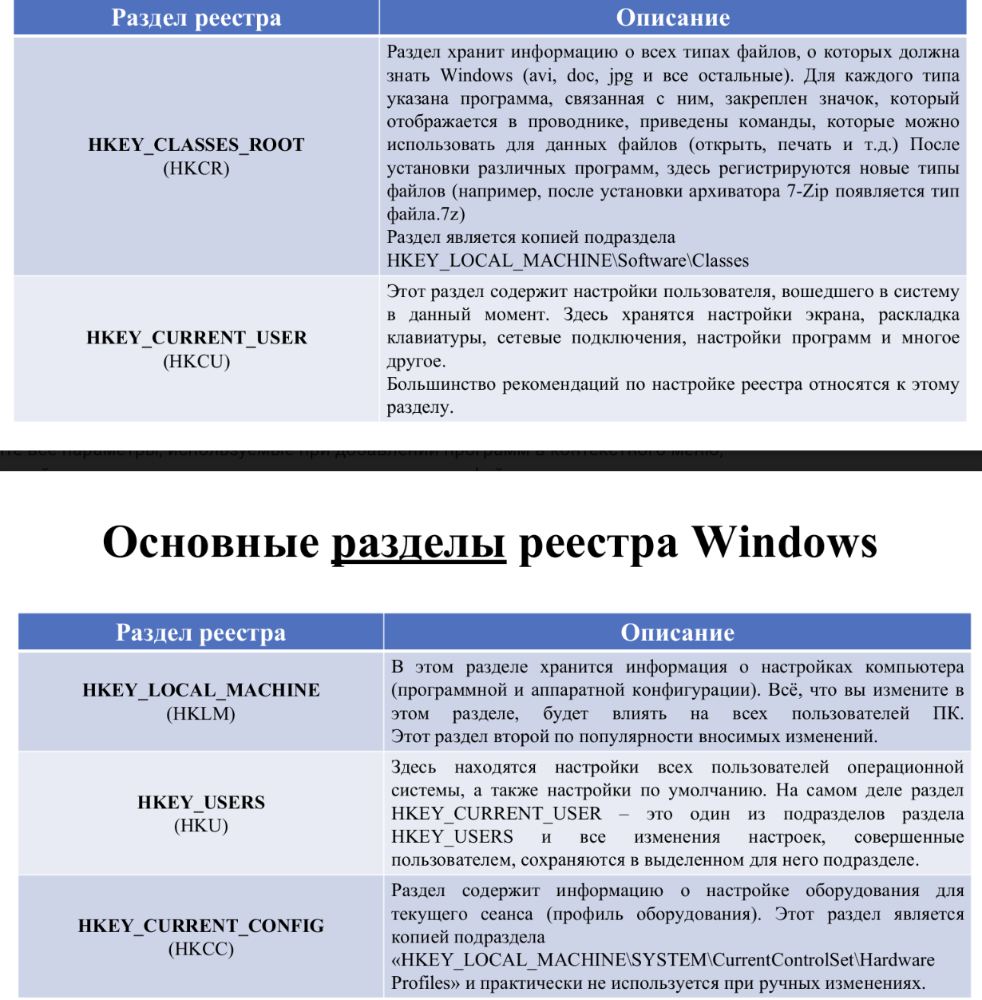 Раздел реестра
Описание
HKEY_CLASSES_ROOT
(HKCR)
Раздел хранит информацию о всех типах файлов, о которых должна
знать Windows (avi, doc, jpg и все остальные). Для каждого типа
указана программа, связанная с ним, закреплен значок, который
отображается в проводнике, приведены команды, которые можно
использовать для данных файлов (открыть, печать и т.д.) После
установки различных программ, здесь регистрируются новые типы
файлов (например, после установки архиватора 7-Zip появляется тип
файла.7z)
Раздел является копией подраздела
HKEY_LOCAL_MACHINE\Software\Classes
HKEY_CURRENT_USER
(HKCU)
Этот раздел содержит настройки пользователя, вошедшего в систему
в данный момент. Здесь хранятся настройки экрана, раскладка
клавиатуры, сетевые подключения, настройки программ и многое
другое.
Большинство рекомендаций по настройке реестра относятся к этому
разделу.
все параметры, используемые при добавлении программ в контекстного меню,
Основные разделы реестра Windows
Раздел реестра
Описание
HKEY_LOCAL_MACHINE
(HKLM)
В этом разделе хранится информация о настройках компьютера
(программной и аппаратной конфигурации). Всё, что вы измените в
этом разделе, будет влиять на всех пользователей ПК.
Этот раздел второй по популярности вносимых изменений.
HKEY_USERS
(HKU)
Здесь находятся настройки всех пользователей операционной
системы, а также настройки по умолчанию. На самом деле раздел
HKEY_CURRENT_USER – это один из подразделов раздела
HKEY_USERS и все изменения настроек, совершенные
пользователем, сохраняются в выделенном для него подразделе.
HKEY_CURRENT_CONFIG
(HKCC)
Раздел содержит информацию о настройке оборудования для
текущего сеанса (профиль оборудования). Этот раздел является
копией подраздела
«HKEY_LOCAL_MACHINE\SYSTEM\CurrentControlSet\Hardware
Profiles» и практически не используется при ручных изменениях.